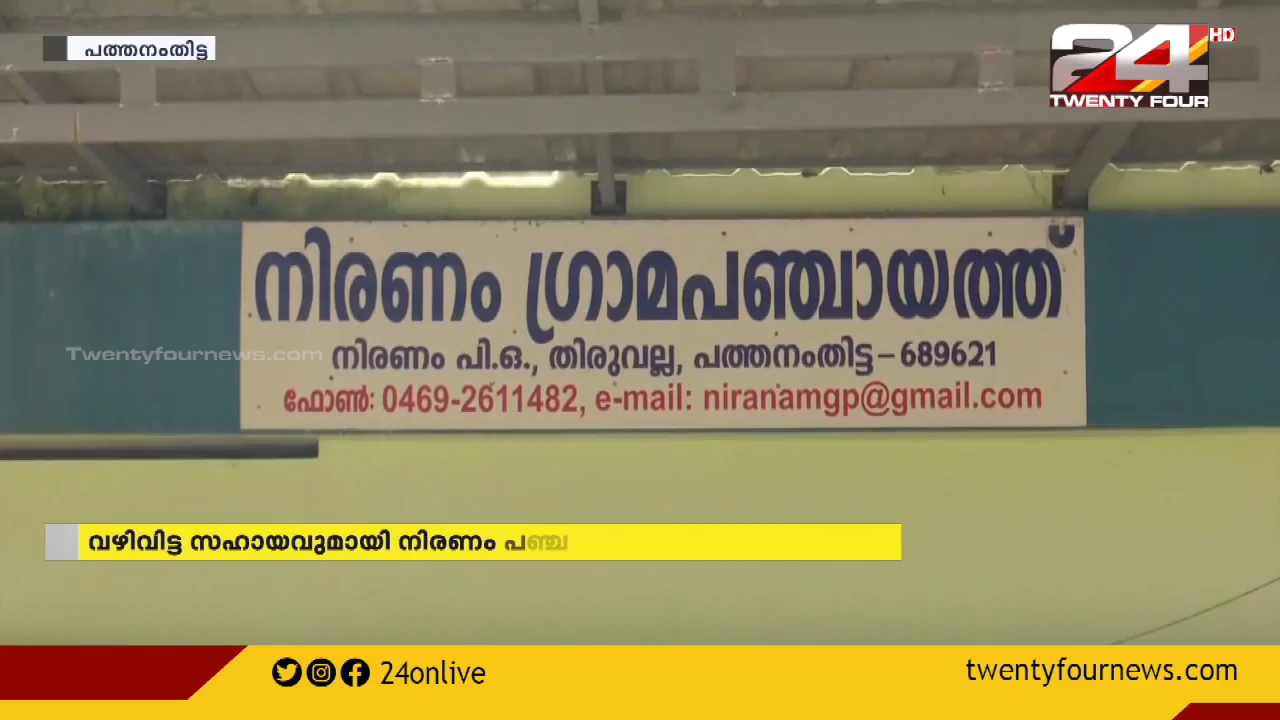 പത്തനംതിട്ട
24 HD
TWENTY FOUR
നിരണം ഗ്രാമപഞ്ചായത്ത്
നിരണം പി.ഒ., തിരുവല്ല, പത്തനംതിട്ട – 689621
ഫോൺ: 0469-2611482, e-mail: niranamgp@gmail.com
Twentyfournews.com
വഴിവിട്ട സഹായവുമായി നിരണം പഞ്ച
24onlive
twentyfournews.com